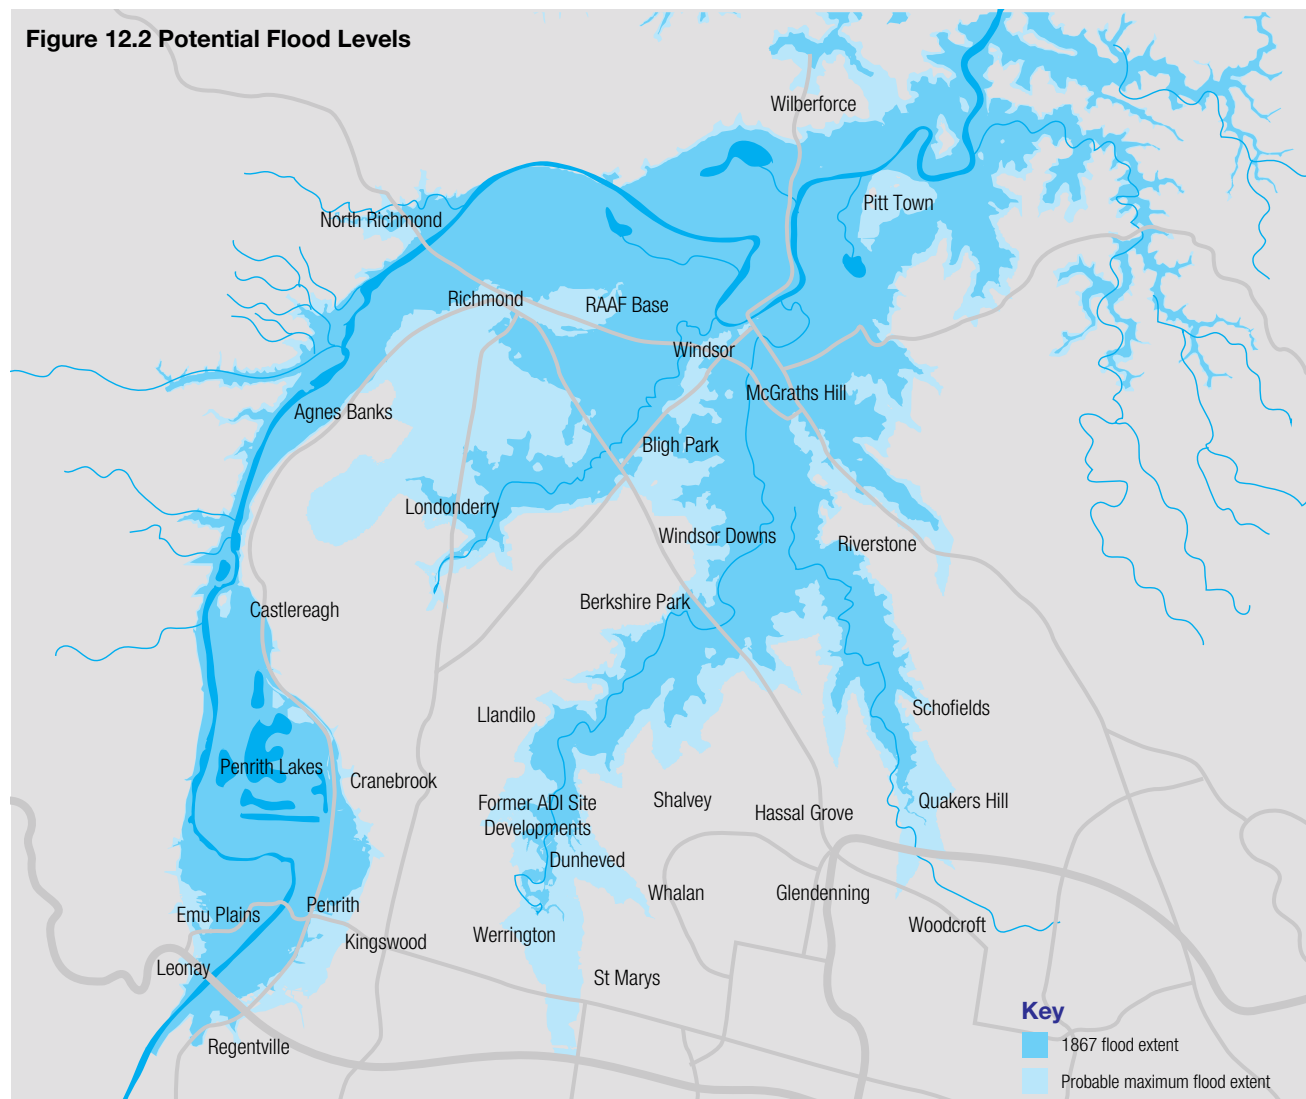 Figure 12.2 Potential Flood Levels
Wilberforce
Pitt Town
North Richmond
Richmond
RAAF Base
Windsor
McGraths Hill
Agnes Banks
Bligh Park
Londonderry
Windsor Downs
Riverstone
Berkshire Park
Castlereagh
Schofields
Llandilo
Penrith Lakes
Cranebrook
Former ADI Site
Developments
Shalvey
Hassal Grove
Quakers Hill
Dunheved
Whalan
Glendenning
Emu Plains
Penrith
Woodcroft
Kingswood
Werrington
Leonay
St Marys
Regentville
Key
1867 flood extent
Probable maximum flood extent